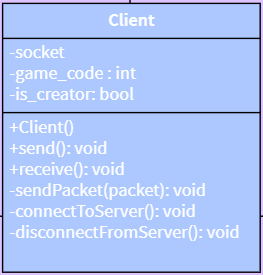 Client
-socket
-game_code : int
-is_creator: bool
+Client()
+send(): void
+receive(): void
-sendPacket(packet): void
-connectToServer(): void
-disconnectFromServer(): void